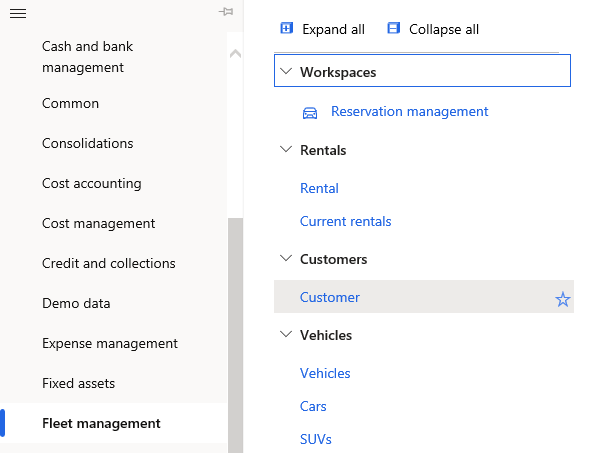 Cash and bank
management
Common
Consolidations
Cost accounting
Cost management
Credit and collections
Demo data
Expense management
Fixed assets
Fleet management
Expand all
Collapse all
Workspaces
Reservation management
Rentals
Rental
Current rentals
Customers
Customer
Vehicles
Vehicles
Cars
SUVs